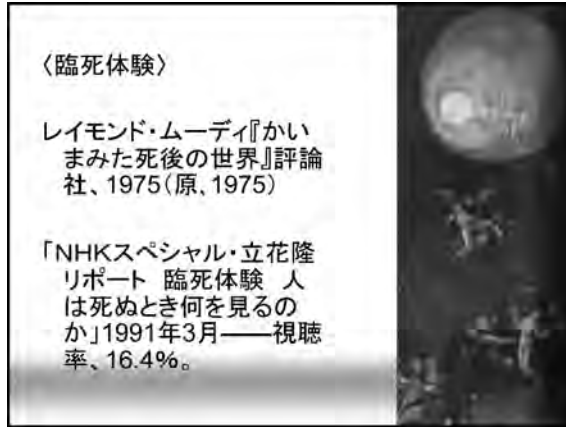 〈臨死体験〉
レイモンド・ムーディ『かい
まみた死後の世界』評論
社、1975（原、1975）
「NHKスペシャル・立花隆
リポート　臨死体験　人
は死ぬとき何を見るの
か」1991年3月――視聴
率、16.4%。